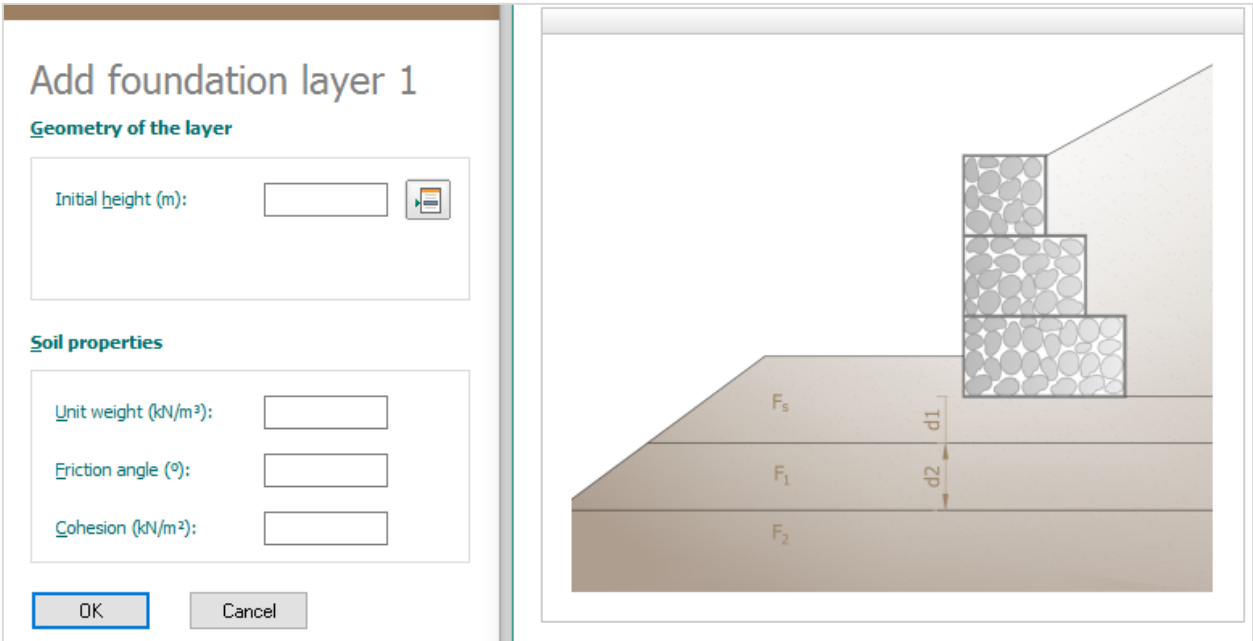 Add foundation layer 1
Geometry of the layer
Initial height (m):
Soil properties
Unit weight (kN/m³):
Friction angle (º):
Cohesion (kN/m²):
OK
Cancel
Fs
d1
F1
d2
F2